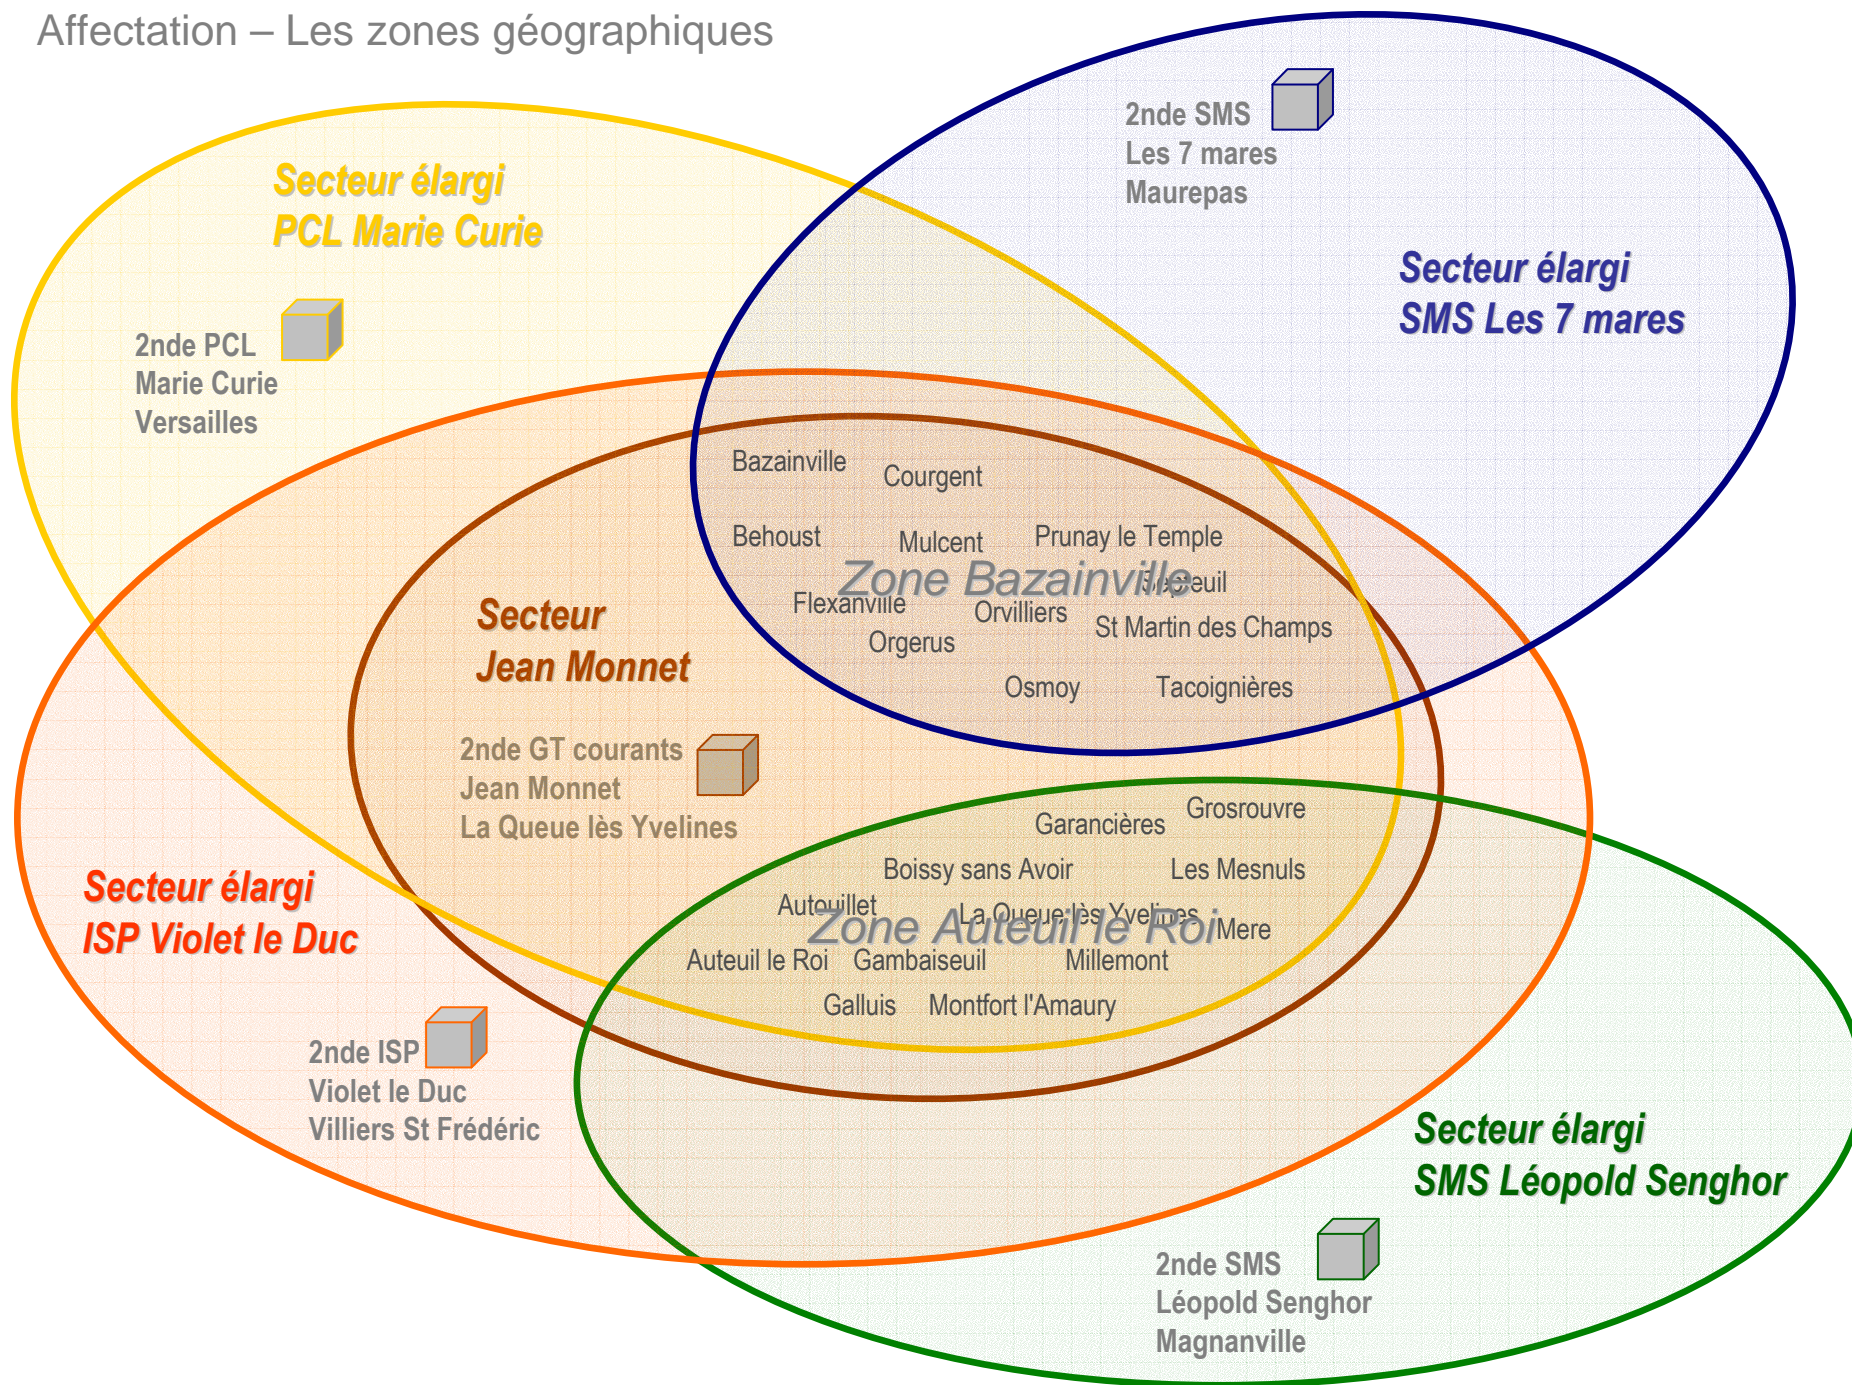 Affectation – Les zones géographiques
2nde SMS
Les 7 mares
Maurepas
Secteur élargi
PCL Marie Curie
Secteur élargi
SMS Les 7 mares
2nde PCL
Marie Curie
Versailles
Bazainville
Courgent
Behoust
Mulcent
Prunay le Temple
Zone Bazainville
Septeuil
Flexanville
Orvilliers
St Martin des Champs
Orgerus
Osmoy
Tacoignières
Secteur
Jean Monnet
2nde GT courants
Jean Monnet
La Queue lès Yvelines
Grosrouvre
Garancières
Boissy sans Avoir
Les Mesnuls
Autouillet
La Queue lès Yvelines
Zone Auteuil le Roi
Mere
Auteuil le Roi
Gambaiseuil
Millemont
Galluis
Montfort l'Amaury
Secteur élargi
ISP Violet le Duc
2nde ISP
Violet le Duc
Villiers St Frédéric
Secteur élargi
SMS Léopold Senghor
2nde SMS
Léopold Senghor
Magnanville